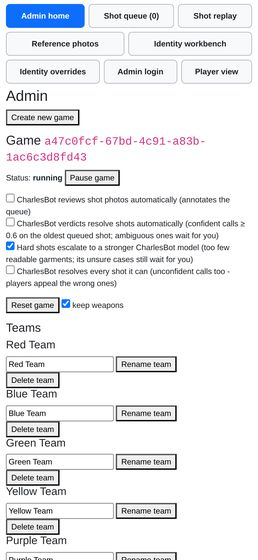 Admin home
Shot queue (0)
Shot replay
Reference photos
Identity workbench
Identity overrides
Admin login
Player view
Admin
Create new game
Game a47c0fcf-67bd-4c91-a83b-
1ac6c3d8fd43
Status: running Pause game
CharlesBot reviews shot photos automatically (annotates the
queue)
CharlesBot verdicts resolve shots automatically (confident calls ≥
0.6 on the oldest queued shot; ambiguous ones wait for you)
Hard shots escalate to a stronger CharlesBot model (too few
readable garments; its unsure cases still wait for you)
CharlesBot resolves every shot it can (unconfident calls too -
players appeal the wrong ones)
Reset game keep weapons
Teams
Red Team
Red Team Rename team
Delete team
Blue Team
Blue Team Rename team
Delete team
Green Team
Green Team Rename team
Delete team
Yellow Team
Yellow Team Rename team
Delete team
Purple Team
Purple Team Rename team